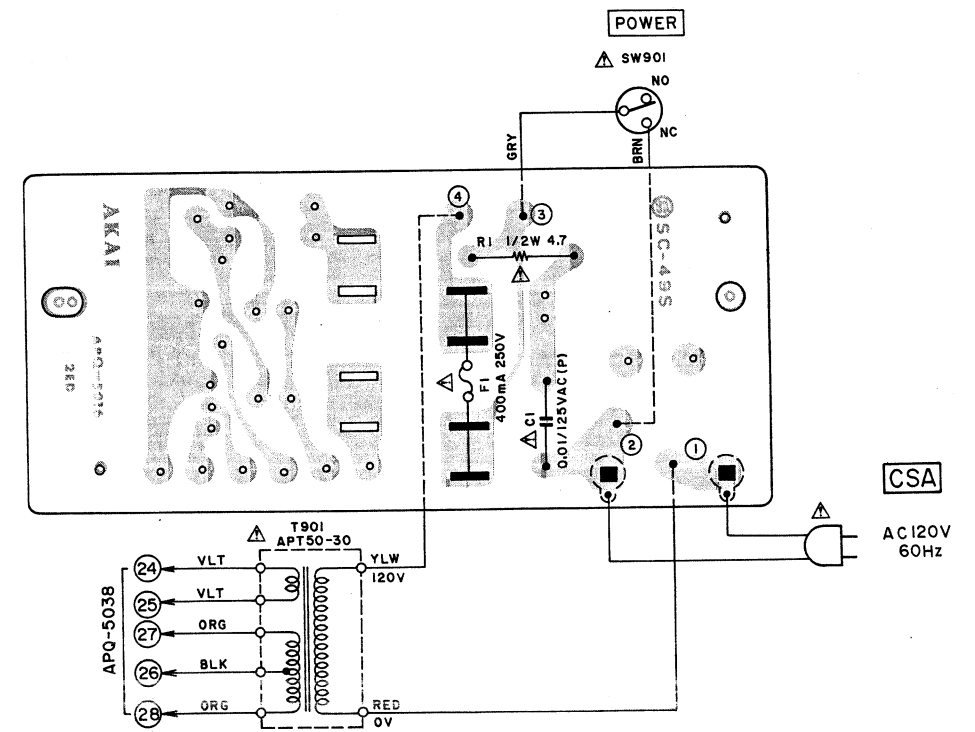 POWER
⚠ SW901
NO
NC
GRY
BRN
AKAI
④
③
SC-49S
R1 1/2W 4.7
⚠
⚠ F1
400mA 250V
⚠ C1
0.01/125VAC(P)
②
①
CSA
⚠
AC120V
60Hz
⚠ T901
APT50-30
YLW
120V
RED
0V
APQ-5038
24 VLT
25 VLT
27 ORG
26 BLK
28 ORG